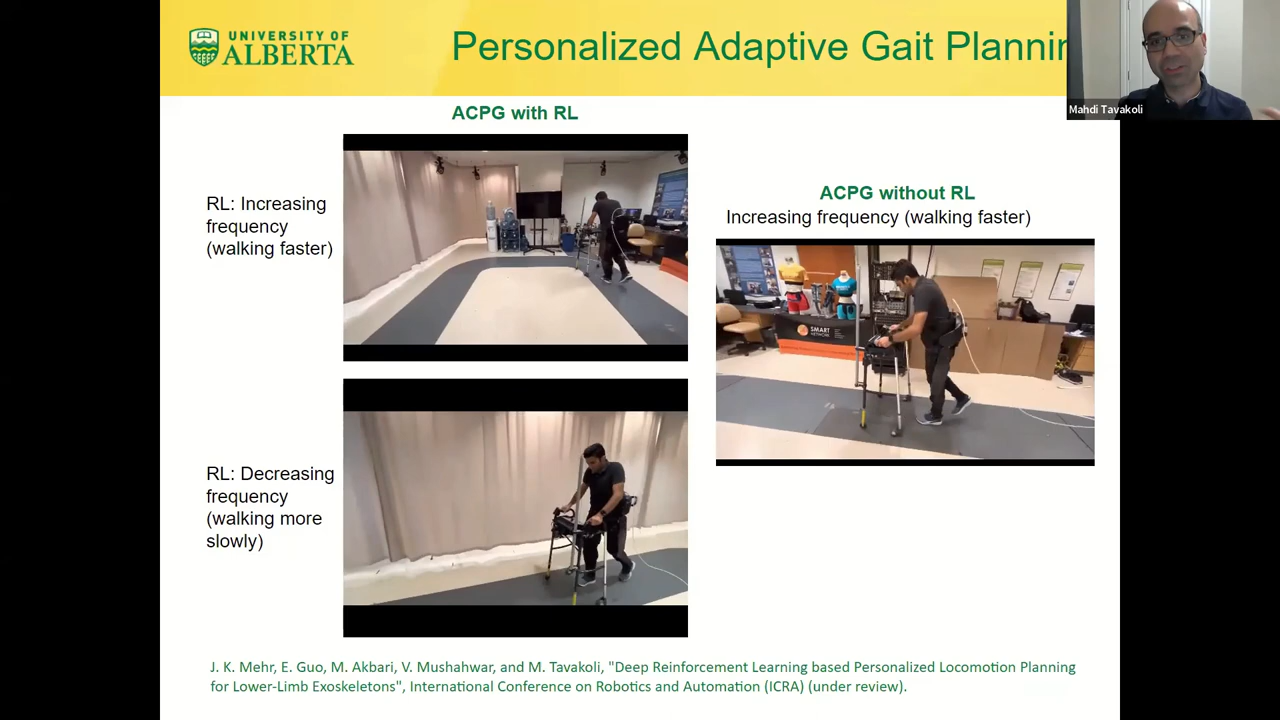 UNIVERSITY OF
ALBERTA
Personalized Adaptive Gait
Mahdi Tavakoli
ACPG with RL
RL: Increasing
frequency
(walking faster)
ACPG without RL
Increasing frequency (walking faster)
SMART
NETWORK
RL: Decreasing
frequency
(walking more
slowly)
J. K. Mehr, E. Guo, M. Akbari, V. Mushahwar, and M. Tavakoli, "Deep Reinforcement Learning based Personalized Locomotion Planning
for Lower-Limb Exoskeletons", International Conference on Robotics and Automation (ICRA) (under review).